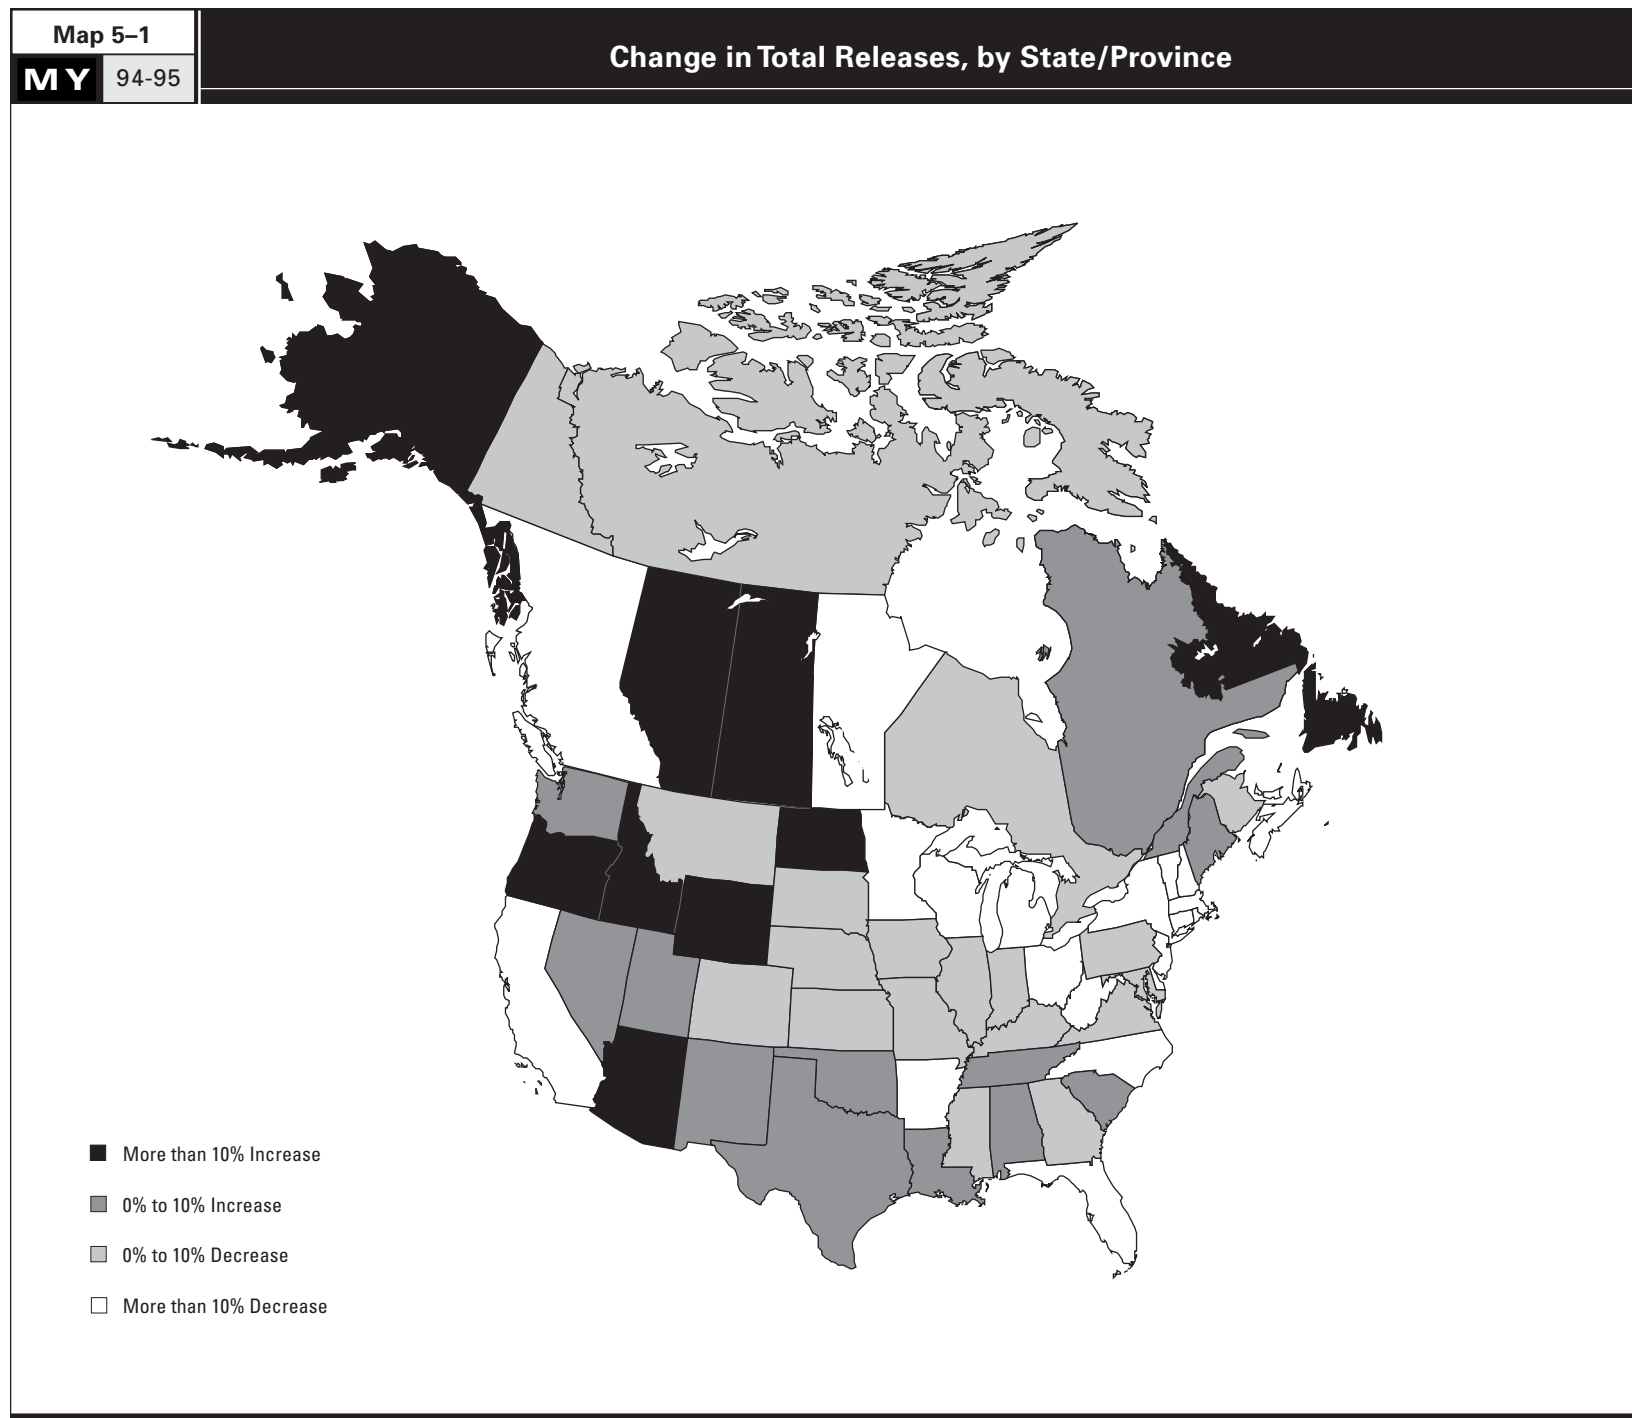 Map 5–1
MY 94-95
Change in Total Releases, by State/Province
More than 10% Increase
0% to 10% Increase
0% to 10% Decrease
More than 10% Decrease